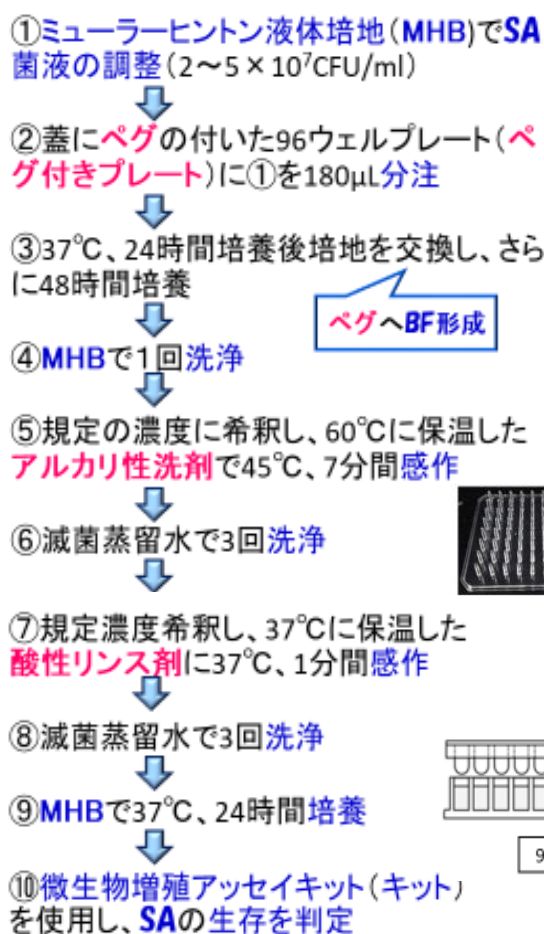 ①ミューラーヒントン液体培地(MHB)でSA
菌液の調整(2～5×10⁷CFU/ml)
②蓋にペグの付いた96ウェルプレート(ペ
グ付きプレート)に①を180μL分注
③37℃、24時間培養後培地を交換し、さら
に48時間培養
ペグへBF形成
④MHBで1回洗浄
⑤規定の濃度に希釈し、60℃に保温した
アルカリ性洗剤で45℃、7分間感作
⑥滅菌蒸留水で3回洗浄
⑦規定濃度希釈し、37℃に保温した
酸性リンス剤に37℃、1分間感作
⑧滅菌蒸留水で3回洗浄
⑨MHBで37℃、24時間培養
9
⑩微生物増殖アッセイキット(キット)
を使用し、SAの生存を判定